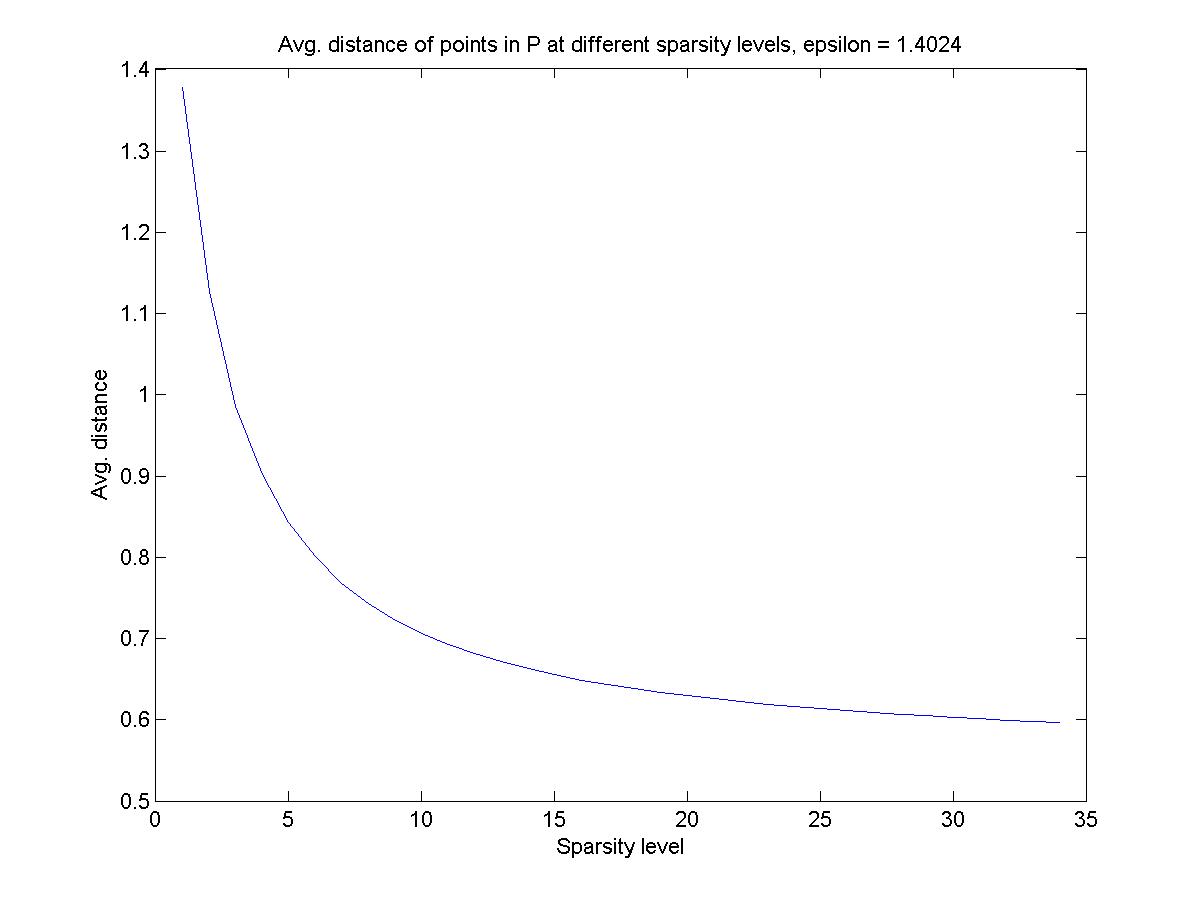 Avg. distance of points in P at different sparsity levels, epsilon = 1.4024
1.4
1.3
1.2
1.1
1
0.9
0.8
0.7
0.6
0.5
Avg. distance
0 5 10 15 20 25 30 35
Sparsity level